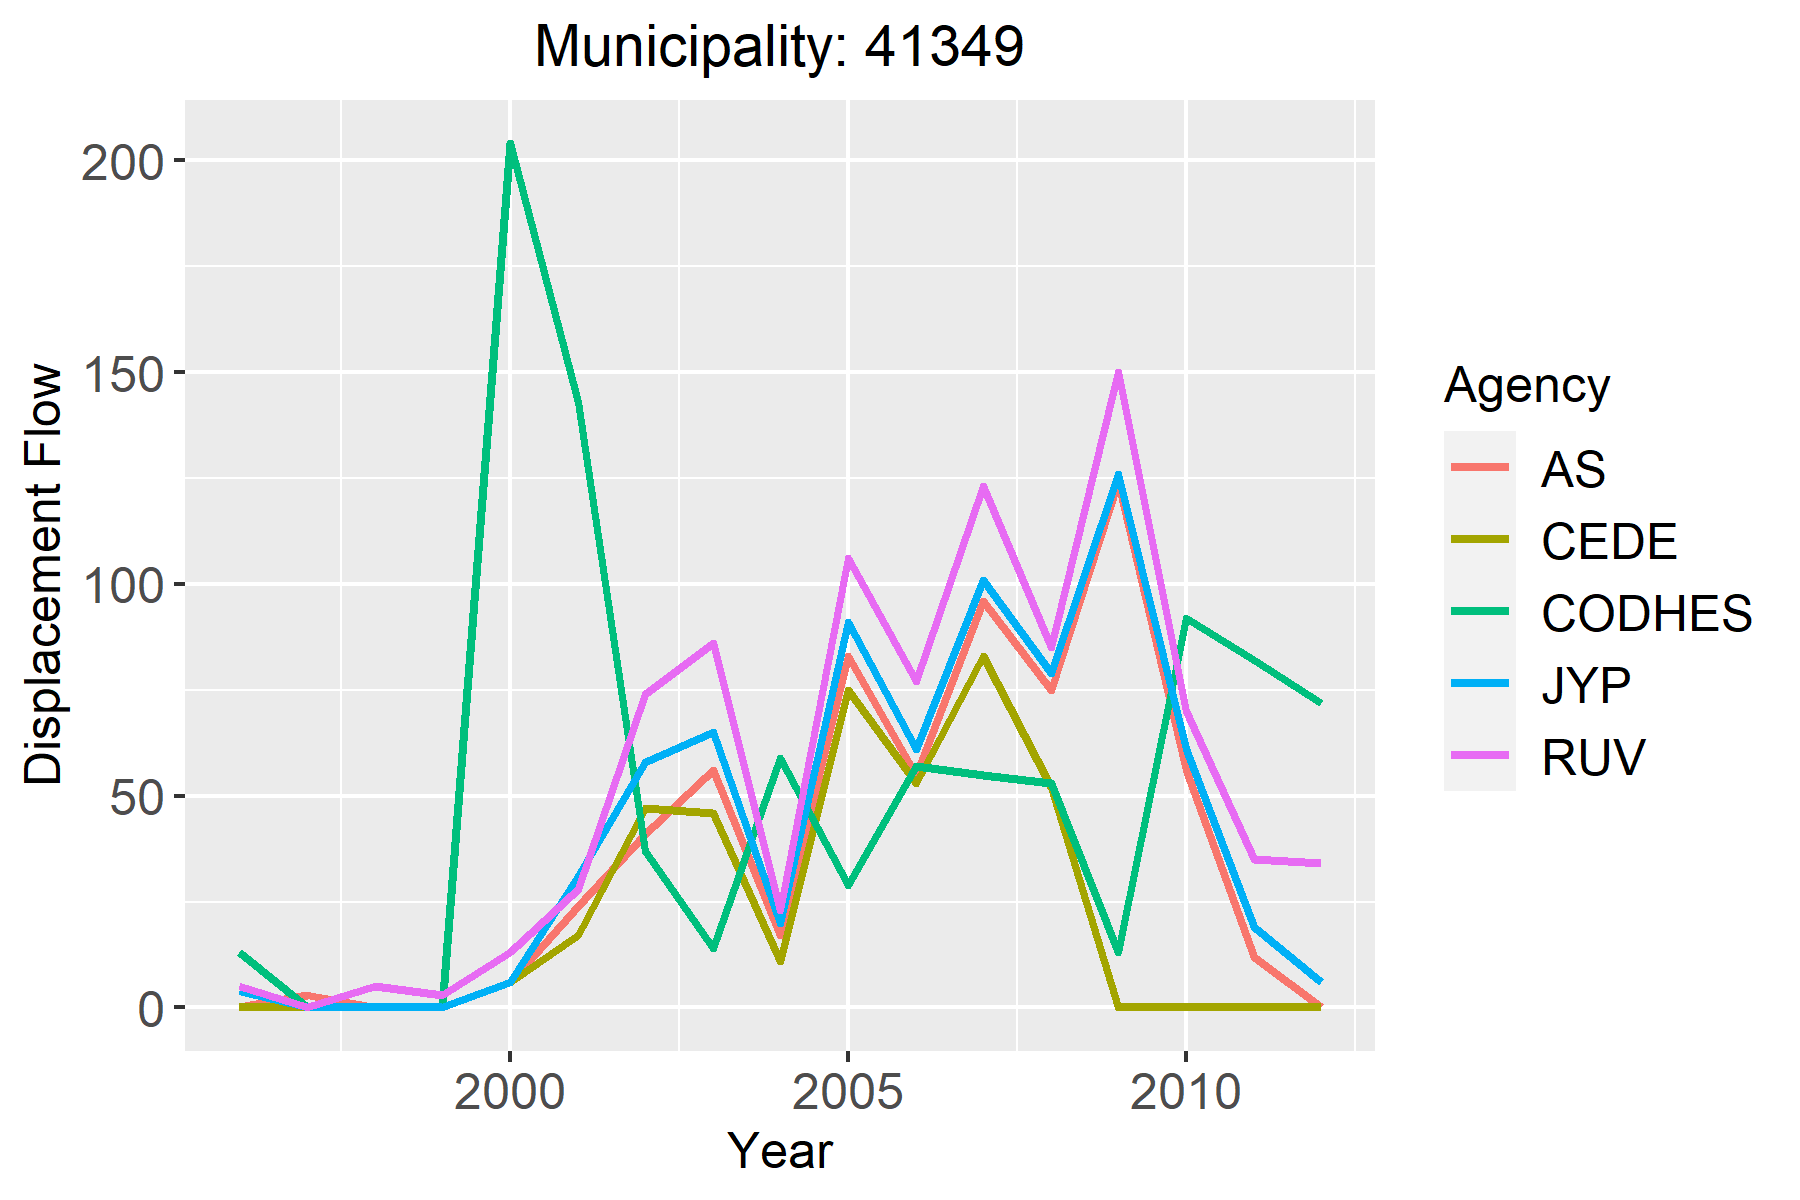 Municipality: 41349
Displacement Flow
200
150
100
50
0
2000 2005 2010
Year
Agency
AS
CEDE
CODHES
JYP
RUV